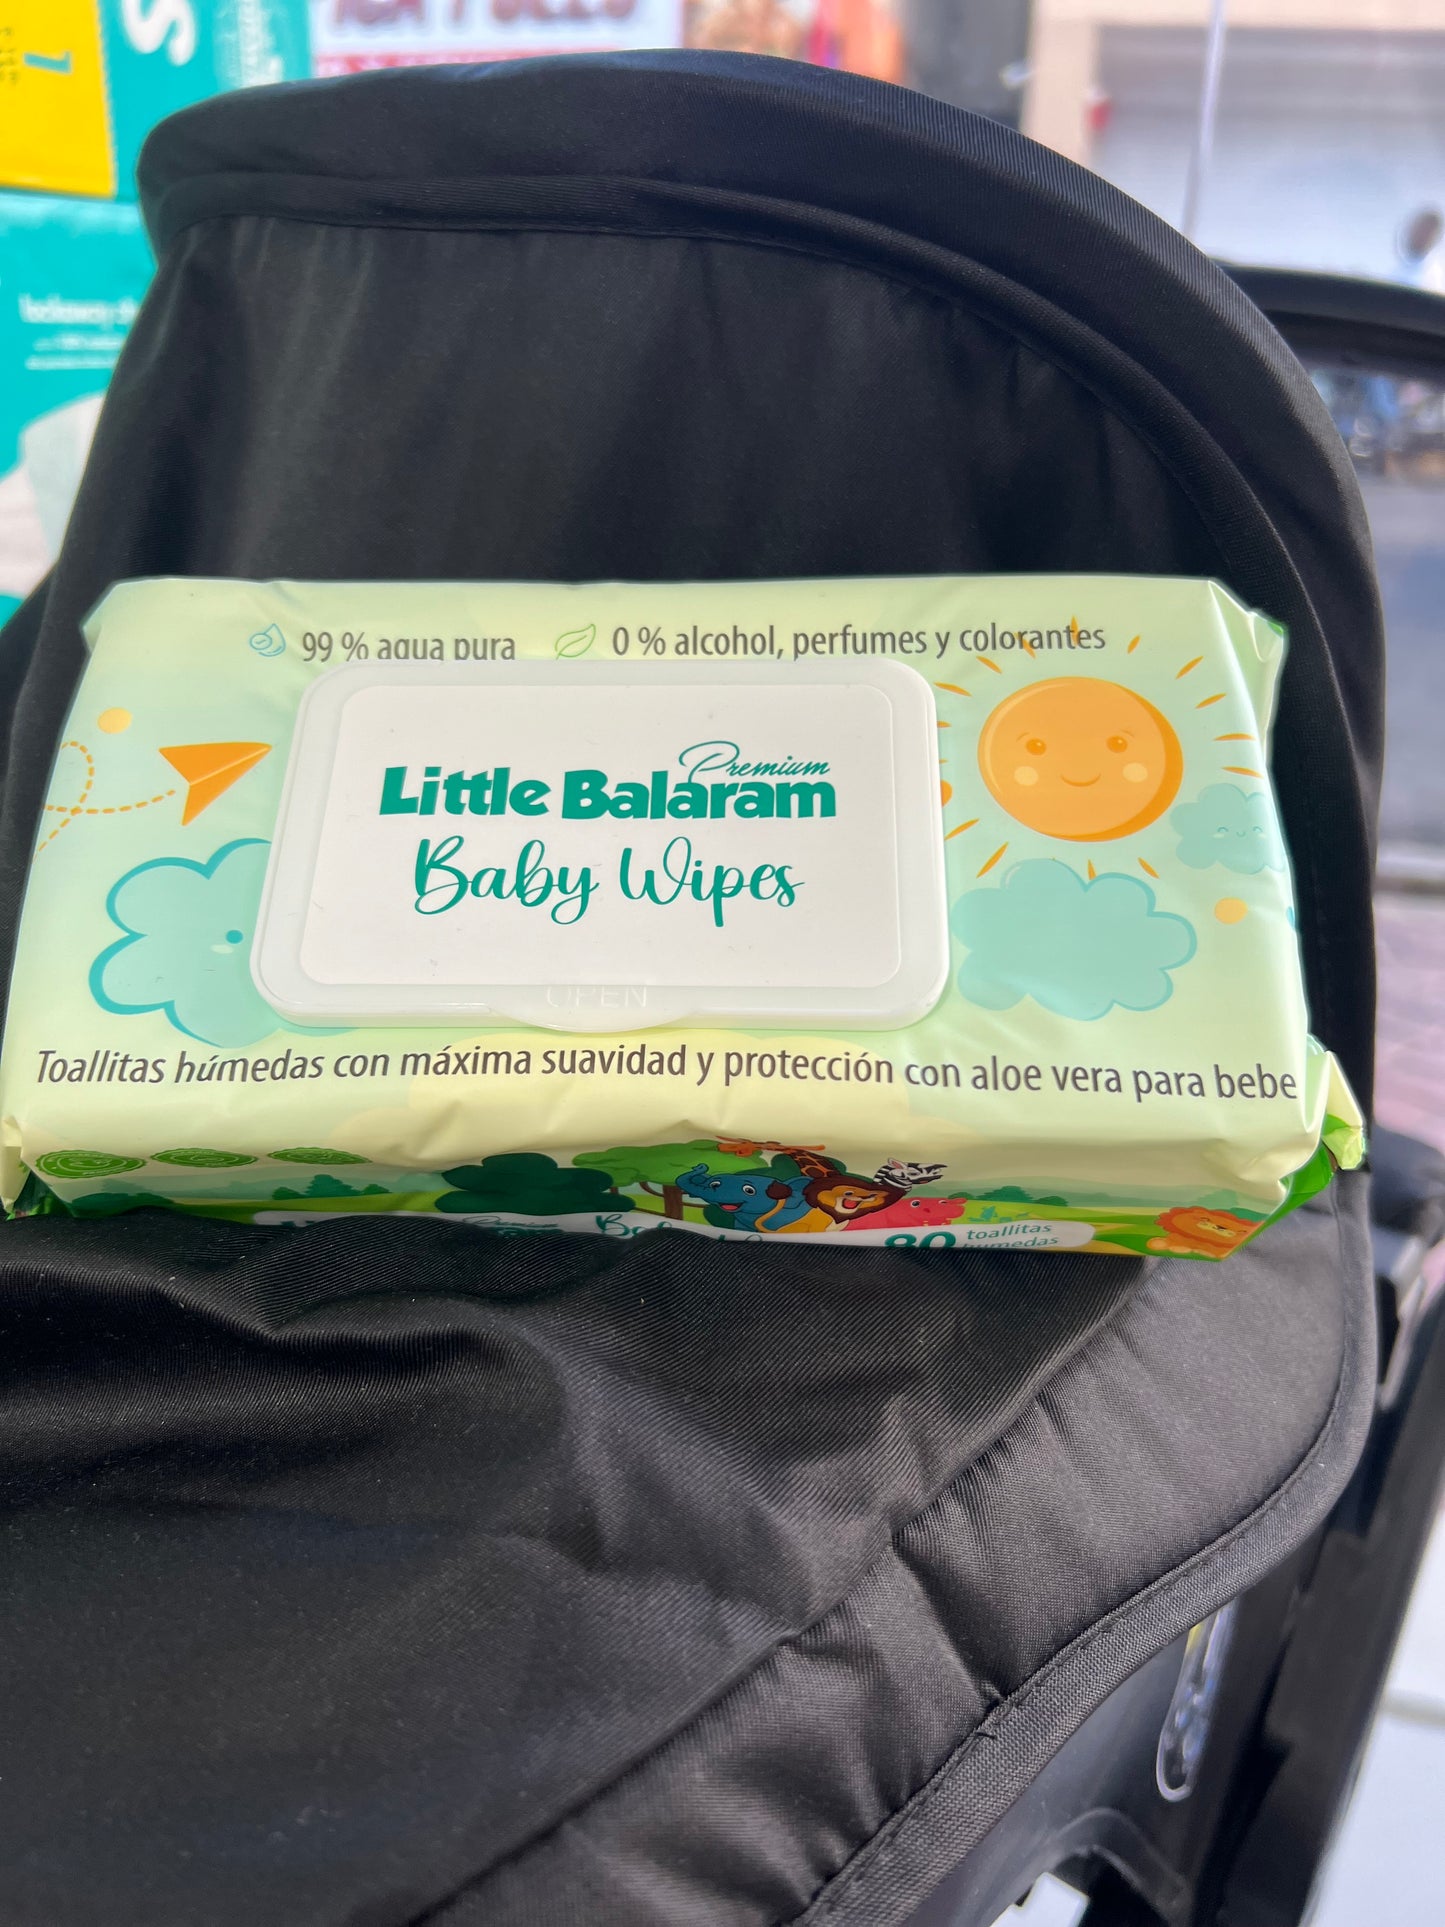 99 % agua pura
0 % alcohol, perfumes y colorantes
Premium
Little Balaram
Baby Wipes
OPEN
Toallitas húmedas con máxima suavidad y protección con aloe vera para bebe
80 toallitas
húmedas